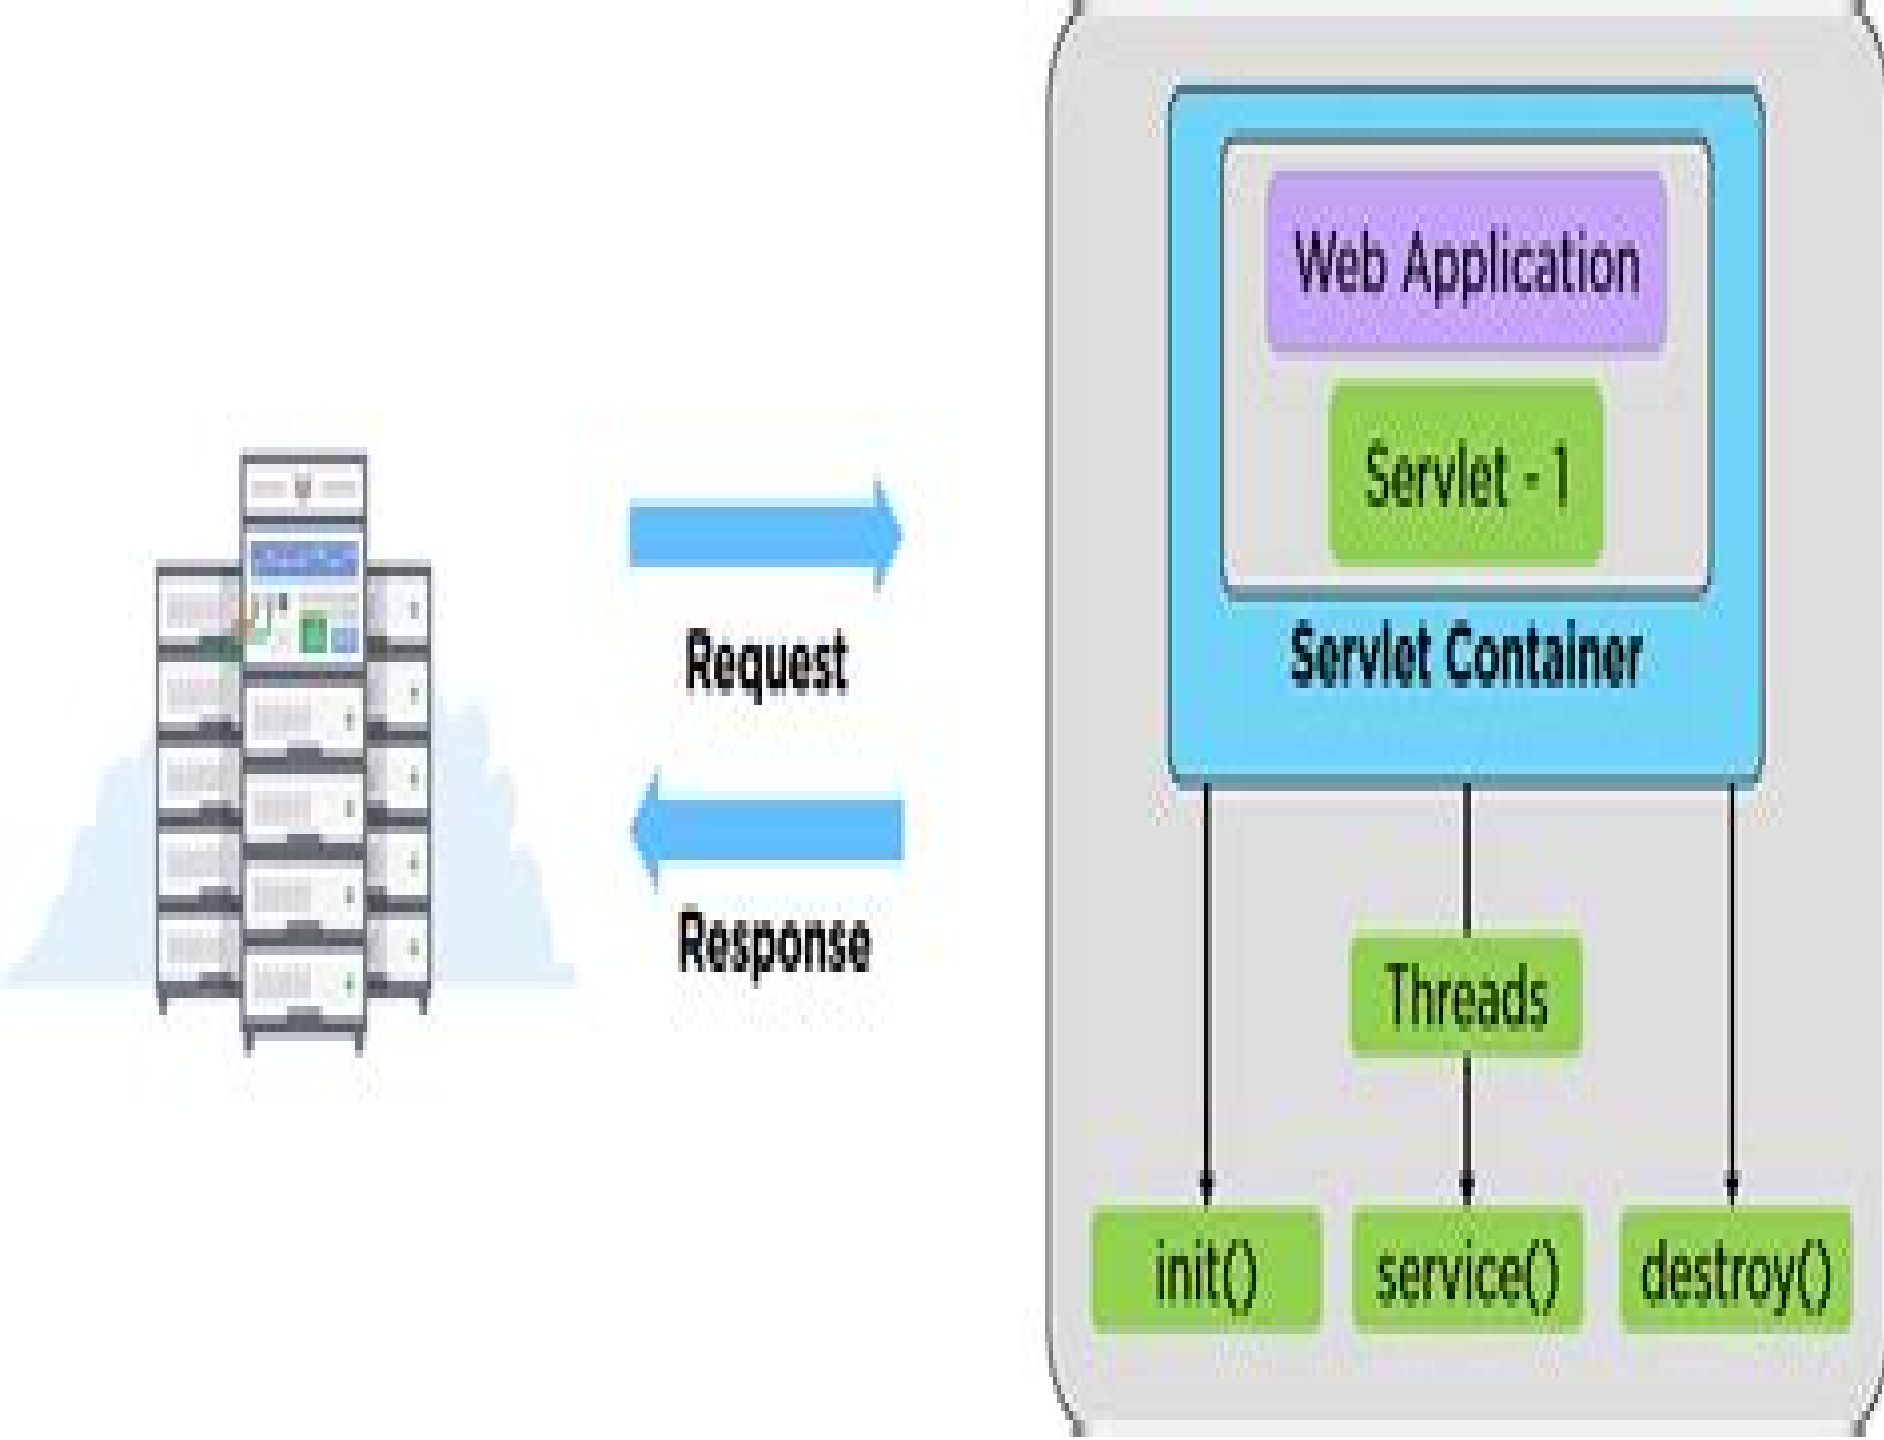 Web Application
Servlet - 1
Servlet Container
Request
Response
Threads
init()
service()
destroy()